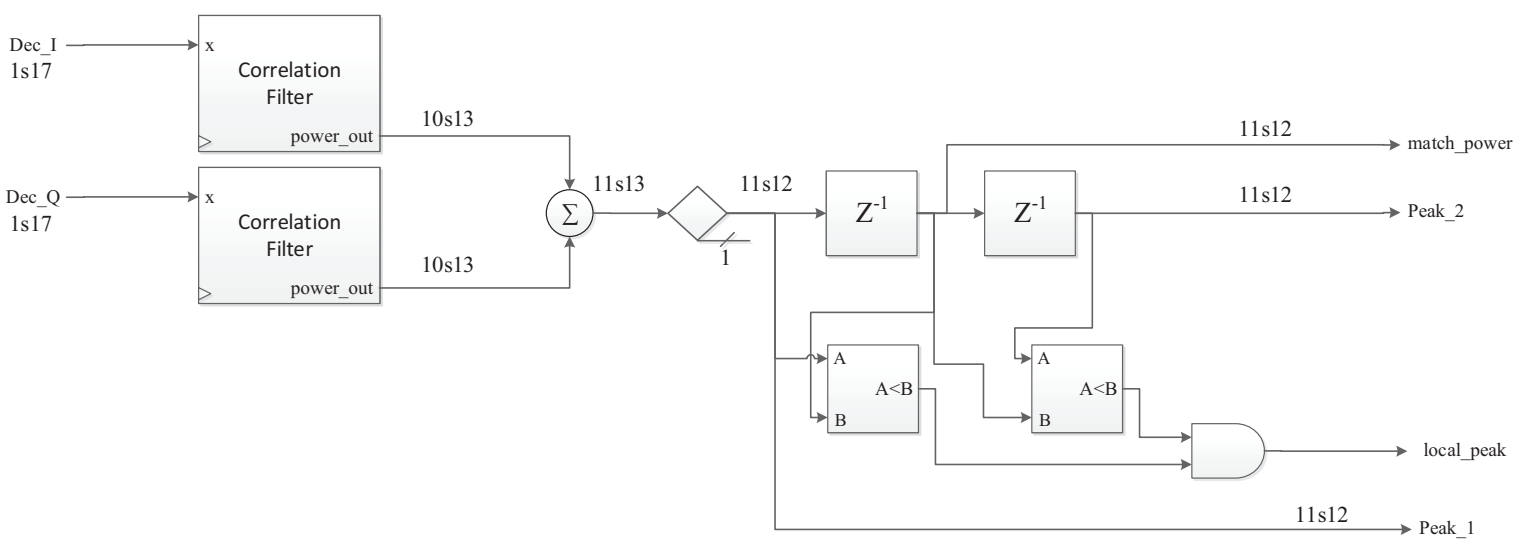 Dec_I
1s17
x
Correlation
Filter
power_out
10s13
Dec_Q
1s17
x
Correlation
Filter
power_out
10s13
Σ
11s13
1
11s12
Z-1
Z-1
11s12
match_power
11s12
Peak_2
A
A<B
B
A
A<B
B
local_peak
11s12
Peak_1